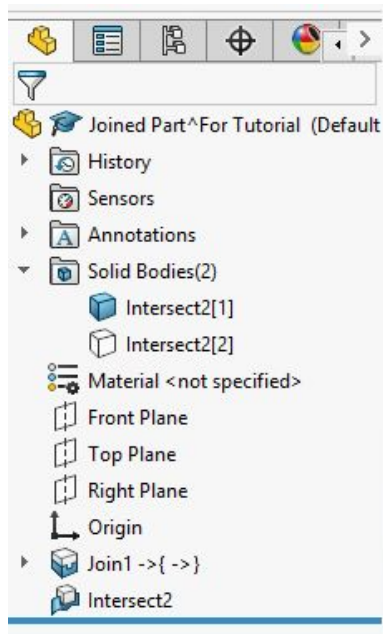 Joined Part^For Tutorial (Default
History
Sensors
Annotations
Solid Bodies(2)
Intersect2[1]
Intersect2[2]
Material <not specified>
Front Plane
Top Plane
Right Plane
Origin
Join1 ->{ ->}
Intersect2